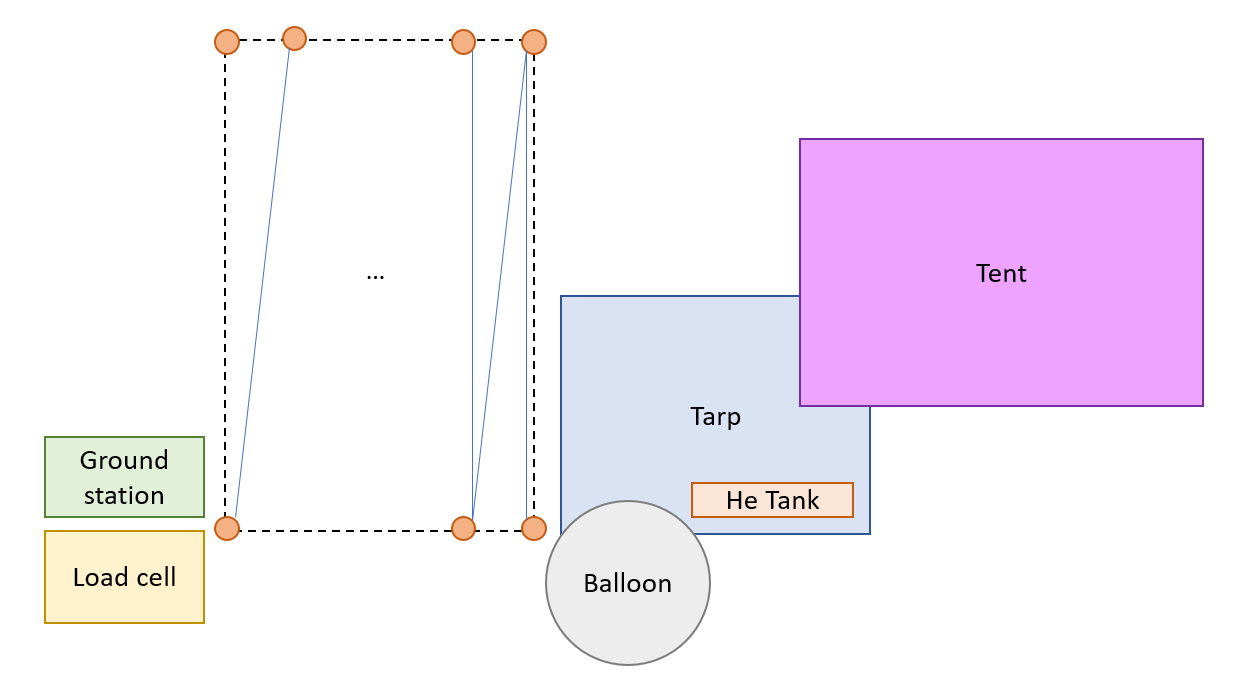 ...
Tent
Tarp
Ground
station
He Tank
Load cell
Balloon